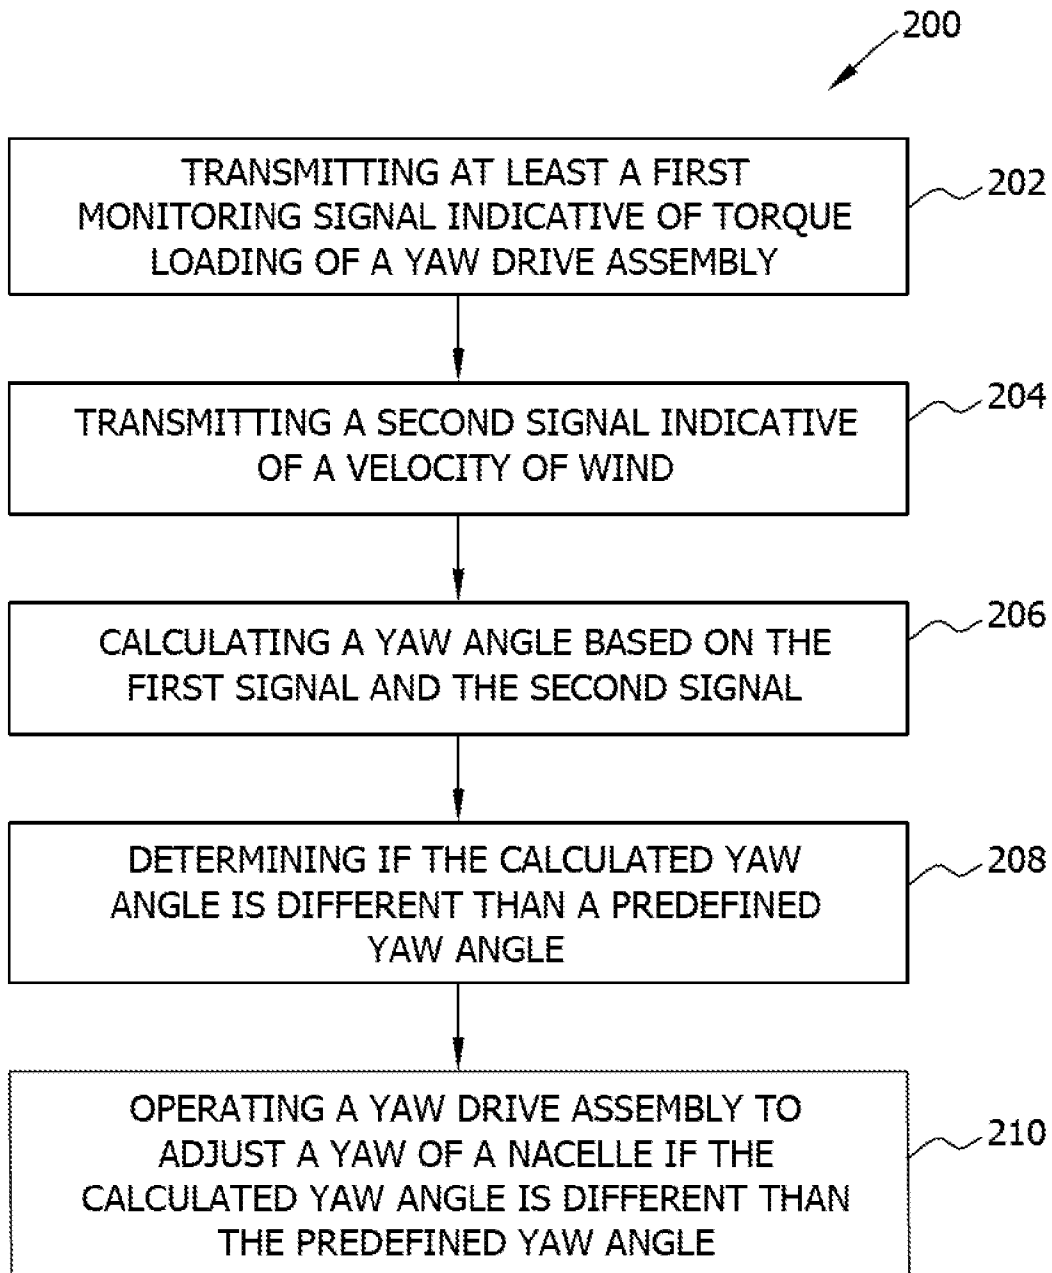 200
TRANSMITTING AT LEAST A FIRST
MONITORING SIGNAL INDICATIVE OF TORQUE
LOADING OF A YAW DRIVE ASSEMBLY
202
TRANSMITTING A SECOND SIGNAL INDICATIVE
OF A VELOCITY OF WIND
204
CALCULATING A YAW ANGLE BASED ON THE
FIRST SIGNAL AND THE SECOND SIGNAL
206
DETERMINING IF THE CALCULATED YAW
ANGLE IS DIFFERENT THAN A PREDEFINED
YAW ANGLE
208
OPERATING A YAW DRIVE ASSEMBLY TO
ADJUST A YAW OF A NACELLE IF THE
CALCULATED YAW ANGLE IS DIFFERENT THAN
THE PREDEFINED YAW ANGLE
210